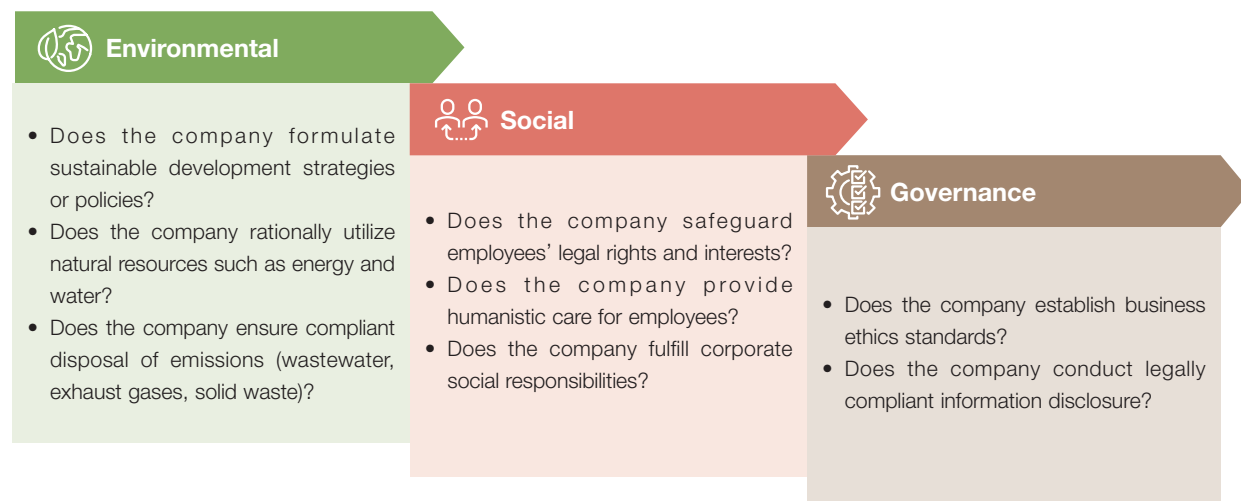 Environmental
• Does the company formulate
sustainable development strategies
or policies?
• Does the company rationally utilize
natural resources such as energy and
water?
• Does the company ensure compliant
disposal of emissions (wastewater,
exhaust gases, solid waste)?
Social
• Does the company safeguard
employees’ legal rights and interests?
• Does the company provide
humanistic care for employees?
• Does the company fulfill corporate
social responsibilities?
Governance
• Does the company establish business
ethics standards?
• Does the company conduct legally
compliant information disclosure?